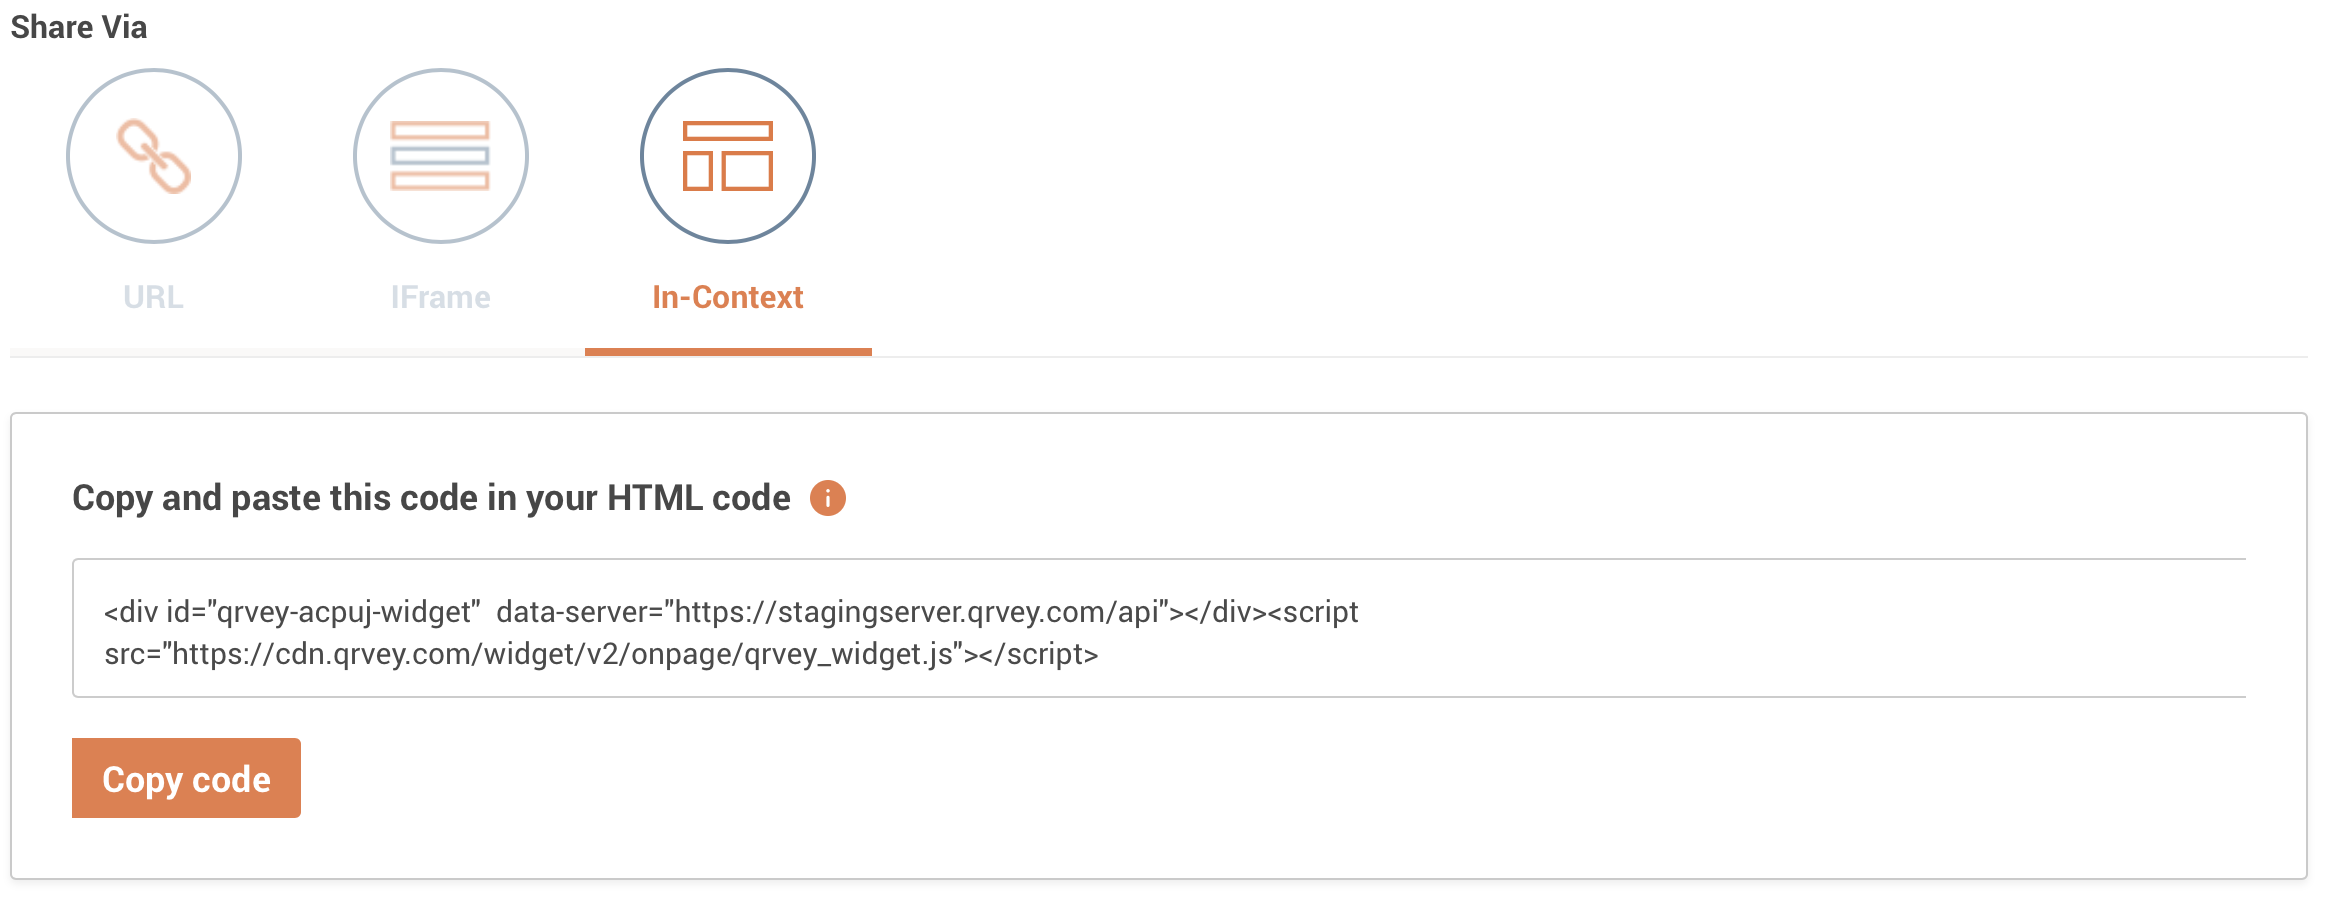 Share Via
URL
IFrame
In-Context
Copy and paste this code in your HTML code
i
<div id="qrvey-acpuj-widget"  data-server="https://stagingserver.qrvey.com/api"></div><script
src="https://cdn.qrvey.com/widget/v2/onpage/qrvey_widget.js"></script>
Copy code